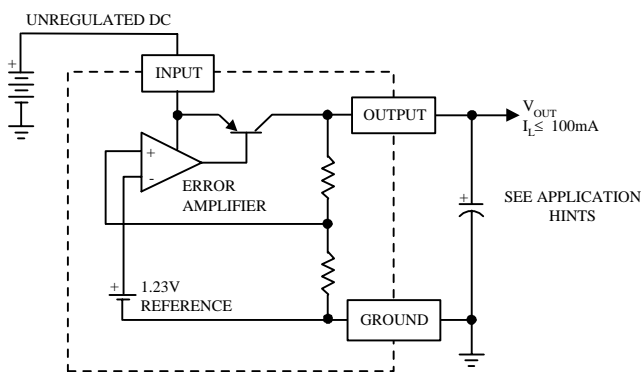 UNREGULATED DC
+
INPUT
OUTPUT
V_OUT
I_L≤ 100mA
+
-
ERROR
AMPLIFIER
+
SEE APPLICATION
HINTS
+
1.23V
REFERENCE
GROUND